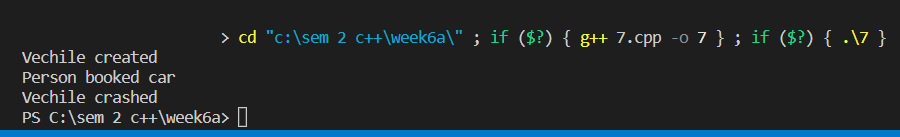 > cd "c:\sem 2 c++\week6a\" ; if ($?) { g++ 7.cpp -o 7 } ; if ($?) { .\7 }
Vechile created
Person booked car
Vechile crashed
PS C:\sem 2 c++\week6a>